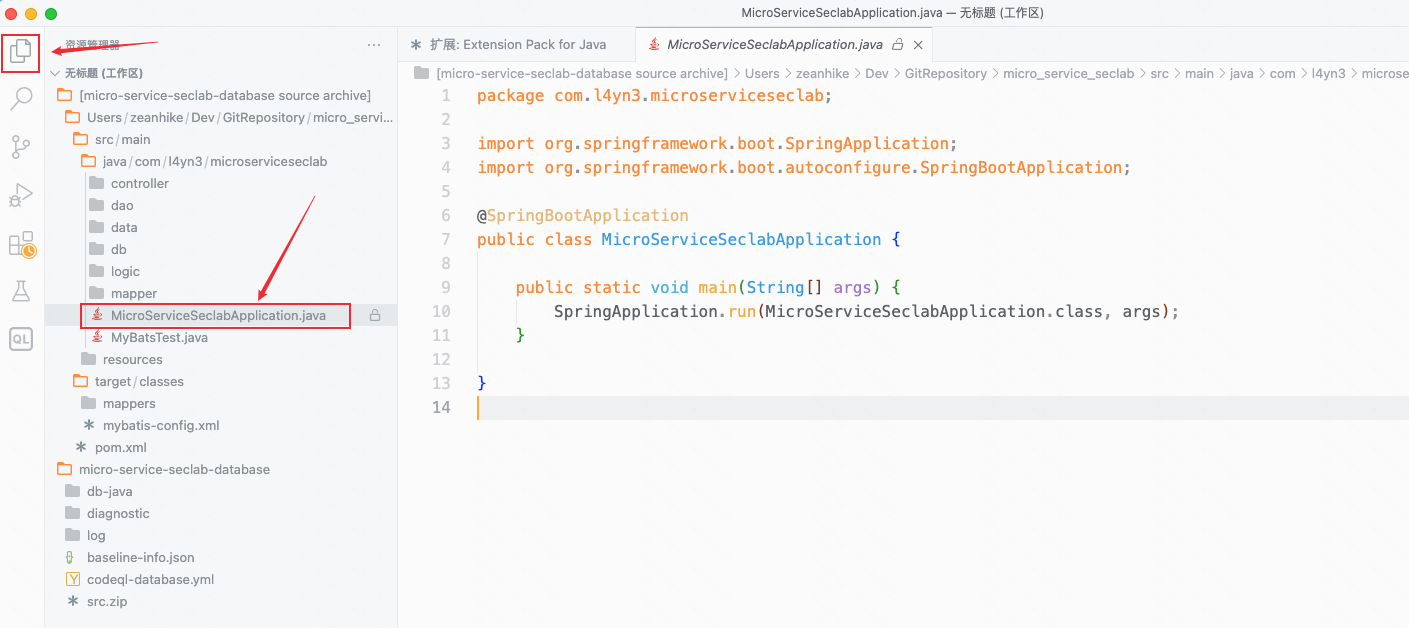 MicroServiceSeclabApplication.java — 无标题 (工作区)
资源管理器
扩展: Extension Pack for Java
MicroServiceSeclabApplication.java
[micro-service-seclab-database source archive] > Users > zeanhike > Dev > GitRepository > micro_service_seclab > src > main > java > com > l4yn3 > microse
无标题 (工作区)
[micro-service-seclab-database source archive]
Users/zeanhike/Dev/GitRepository/micro_servi...
src/main
java/com/l4yn3/microserviceseclab
controller
dao
data
db
logic
mapper
MicroServiceSeclabApplication.java
MyBatsTest.java
resources
target/classes
mappers
mybatis-config.xml
pom.xml
micro-service-seclab-database
db-java
diagnostic
log
baseline-info.json
codeql-database.yml
src.zip
QL
1 package com.l4yn3.microserviceseclab;
2
3 import org.springframework.boot.SpringApplication;
4 import org.springframework.boot.autoconfigure.SpringBootApplication;
5
6 @SpringBootApplication
7 public class MicroServiceSeclabApplication {
8
9 public static void main(String[] args) {
10 SpringApplication.run(MicroServiceSeclabApplication.class, args);
11 }
12
13 }
14